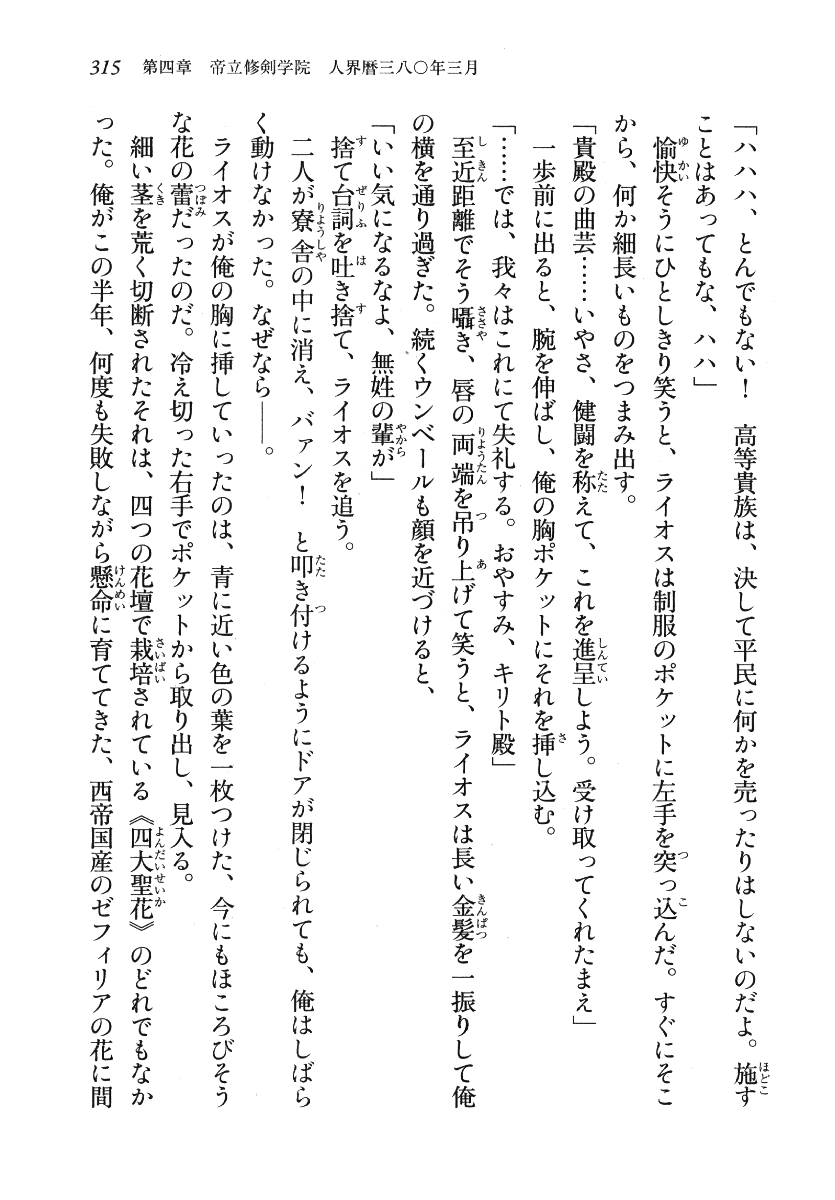 315 第四章 帝立修剣学院 人界暦三八〇年三月
「ハハハ、とんでもない！ 高等貴族は、決して平民に何かを売ったりはしないのだよ。施す
ことはあってもな、ハハ」
愉快そうにひとしきり笑うと、ライオスは制服のポケットに左手を突っ込んだ。すぐにそこ
から、何か細長いものをつまみ出す。
「貴殿の曲芸……いやさ、健闘を称えて、これを進呈しよう。受け取ってくれたまえ」
一歩前に出ると、腕を伸ばし、俺の胸ポケットにそれを挿し込む。
「……では、我々はこれにて失礼する。おやすみ、キリト殿」
至近距離でそう囁き、唇の両端を吊り上げて笑うと、ライオスは長い金髪を一振りして俺
の横を通り過ぎた。続くウンベールも顔を近づけると、
「いい気になるなよ、無姓の輩が」
捨て台詞を吐き捨て、ライオスを追う。
二人が寮舎の中に消え、バァン！ と叩き付けるようにドアが閉じられても、俺はしばら
く動けなかった。なぜなら――。
ライオスが俺の胸に挿していったのは、青に近い色の葉を一枚つけた、今にもほころびそう
な花の蕾だったのだ。冷え切った右手でポケットから取り出し、見入る。
細い茎を荒く切断されたそれは、四つの花壇で栽培されている《四大聖花》のどれでもなか
った。俺がこの半年、何度も失敗しながら懸命に育ててきた、西帝国産のゼフィリアの花に間